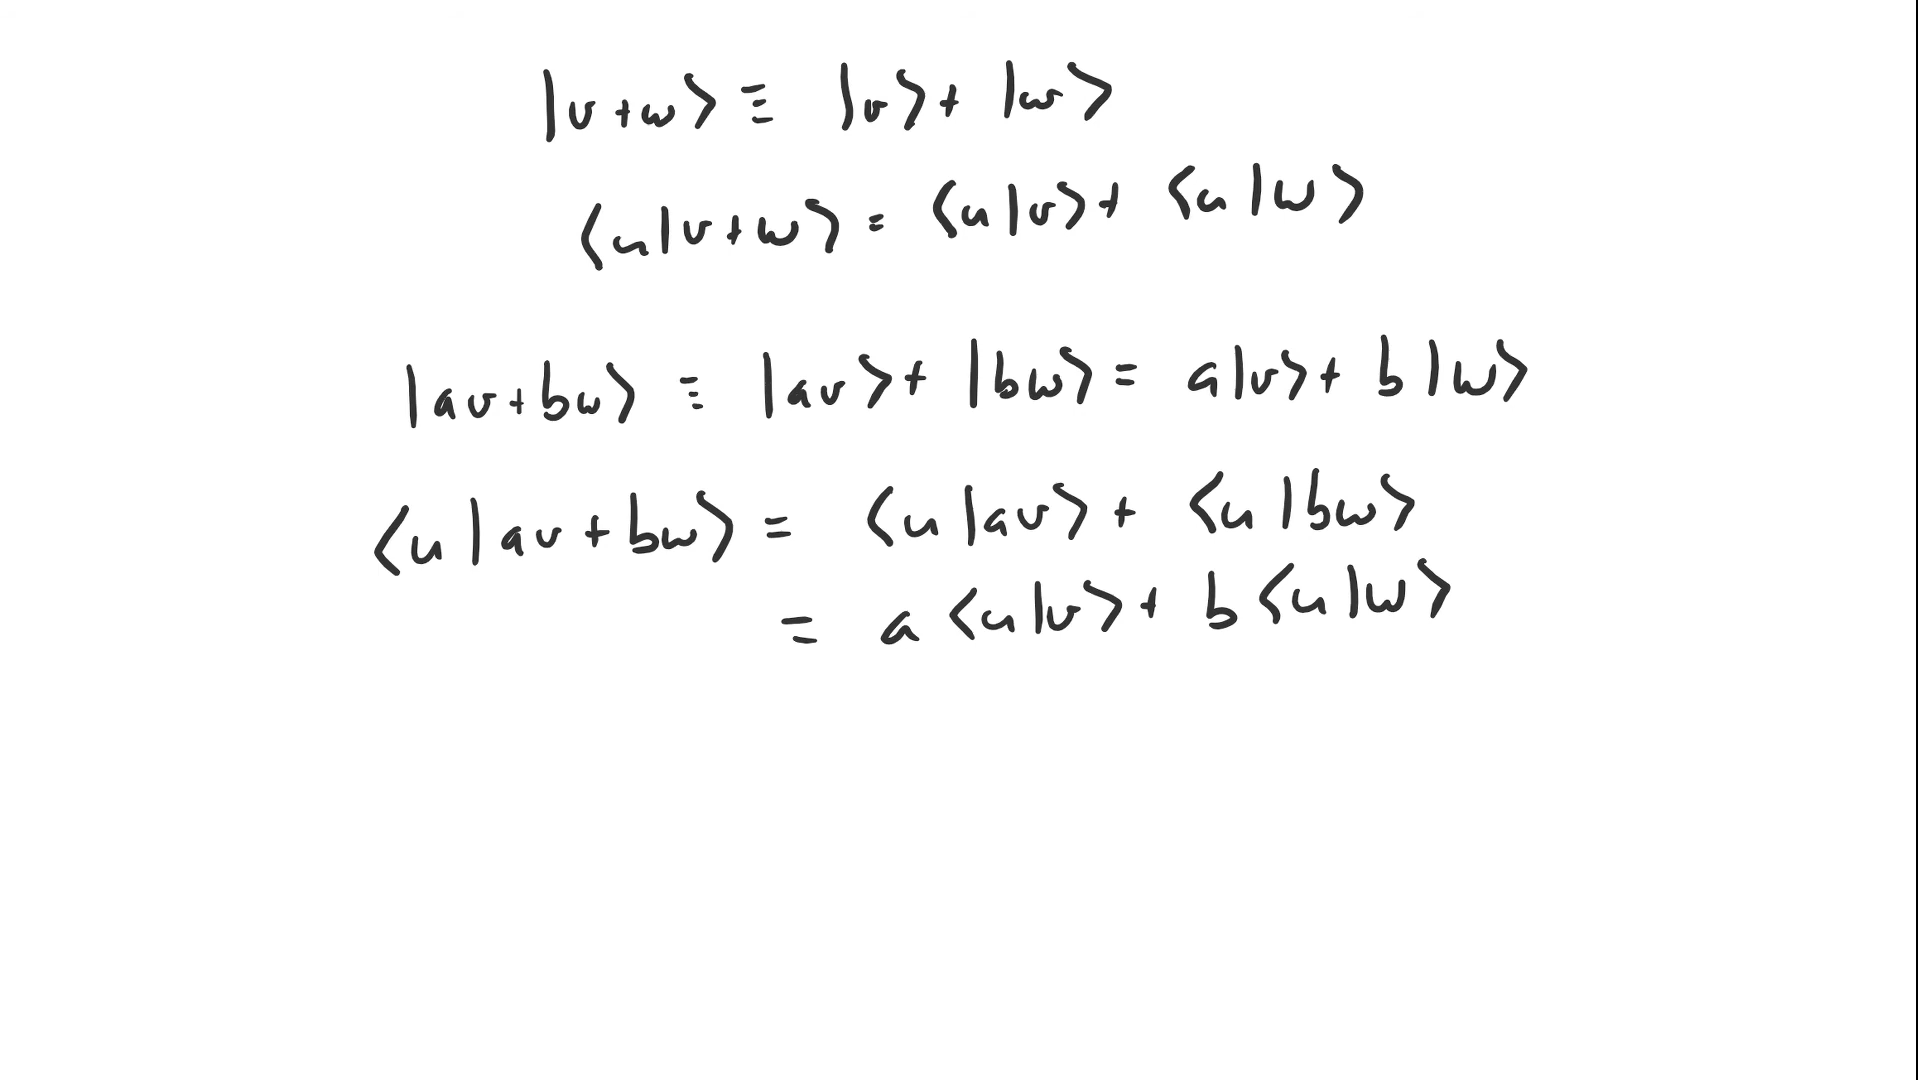 |v+w⟩ ≡ |v⟩ + |w⟩
⟨u|v+w⟩ = ⟨u|v⟩ + ⟨u|w⟩
|av+bw⟩ ≡ |av⟩ + |bw⟩ = a|v⟩ + b|w⟩
⟨u|av+bw⟩ = ⟨u|av⟩ + ⟨u|bw⟩
= a⟨u|v⟩ + b⟨u|w⟩